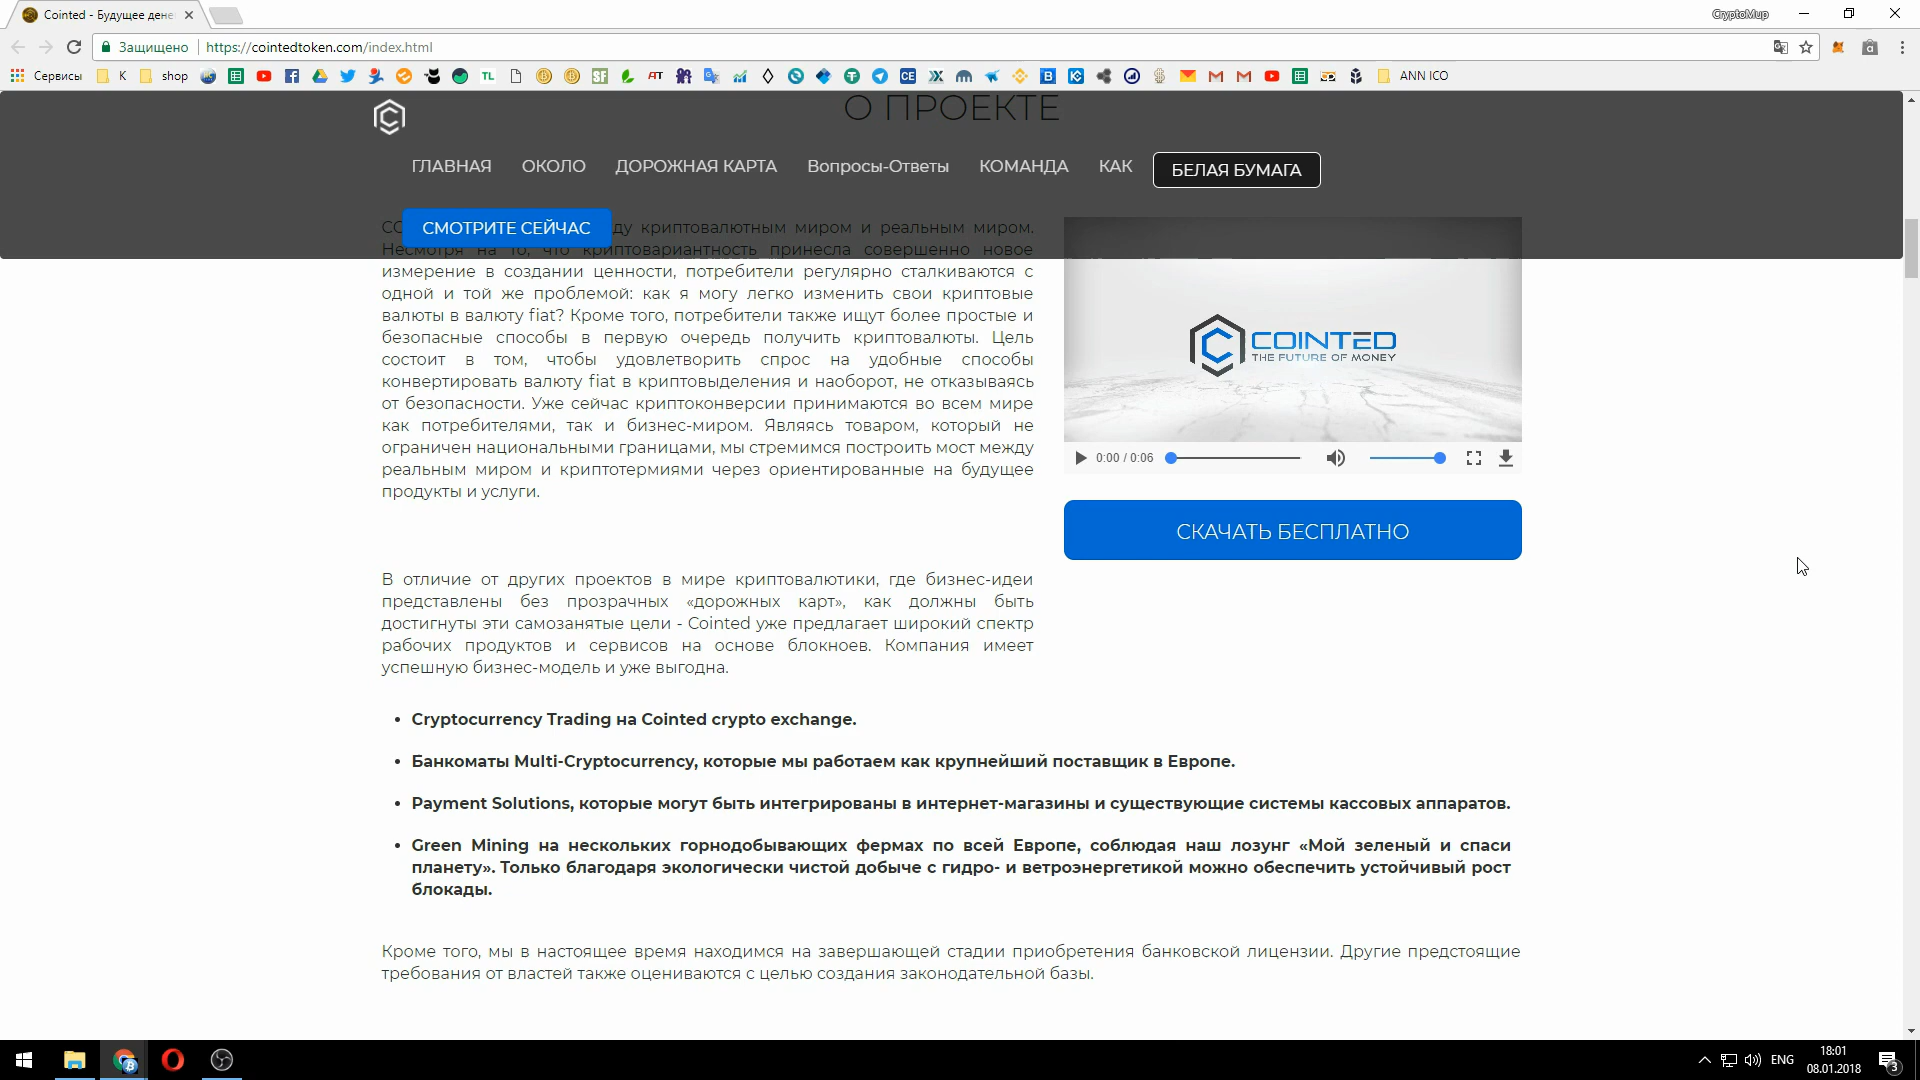 Cointed - Будущее дене
CryptoMup
Защищено
https://cointedtoken.com/index.html
Сервисы
K
shop
ANN ICO
О ПРОЕКТЕ
ГЛАВНАЯ ОКОЛО ДОРОЖНАЯ КАРТА Вопросы-Ответы КОМАНДА КАК БЕЛАЯ БУМАГА
СМОТРИТЕ СЕЙЧАС
ду криптовалютным миром и реальным миром.
Несмотря на то, что криптовариантность принесла совершенно новое
измерение в создании ценности, потребители регулярно сталкиваются с
одной и той же проблемой: как я могу легко изменить свои криптовые
валюты в валюту fiat? Кроме того, потребители также ищут более простые и
безопасные способы в первую очередь получить криптовалюты. Цель
состоит в том, чтобы удовлетворить спрос на удобные способы
конвертировать валюту fiat в криптовыделения и наоборот, не отказываясь
от безопасности. Уже сейчас криптоконверсии принимаются во всем мире
как потребителями, так и бизнес-миром. Являясь товаром, который не
ограничен национальными границами, мы стремимся построить мост между
реальным миром и криптотермиями через ориентированные на будущее
продукты и услуги.
COINTED
THE FUTURE OF MONEY
0:00 / 0:06
СКАЧАТЬ БЕСПЛАТНО
В отличие от других проектов в мире криптовалютики, где бизнес-идеи
представлены без прозрачных «дорожных карт», как должны быть
достигнуты эти самозанятые цели - Cointed уже предлагает широкий спектр
рабочих продуктов и сервисов на основе блокноев. Компания имеет
успешную бизнес-модель и уже выгодна.
• Cryptocurrency Trading на Cointed crypto exchange.
• Банкоматы Multi-Cryptocurrency, которые мы работаем как крупнейший поставщик в Европе.
• Payment Solutions, которые могут быть интегрированы в интернет-магазины и существующие системы кассовых аппаратов.
• Green Mining на нескольких горнодобывающих фермах по всей Европе, соблюдая наш лозунг «Мой зеленый и спаси
планету». Только благодаря экологически чистой добыче с гидро- и ветроэнергетикой можно обеспечить устойчивый рост
блокады.
Кроме того, мы в настоящее время находимся на завершающей стадии приобретения банковской лицензии. Другие предстоящие
требования от властей также оцениваются с целью создания законодательной базы.
ENG
18:01
08.01.2018
3